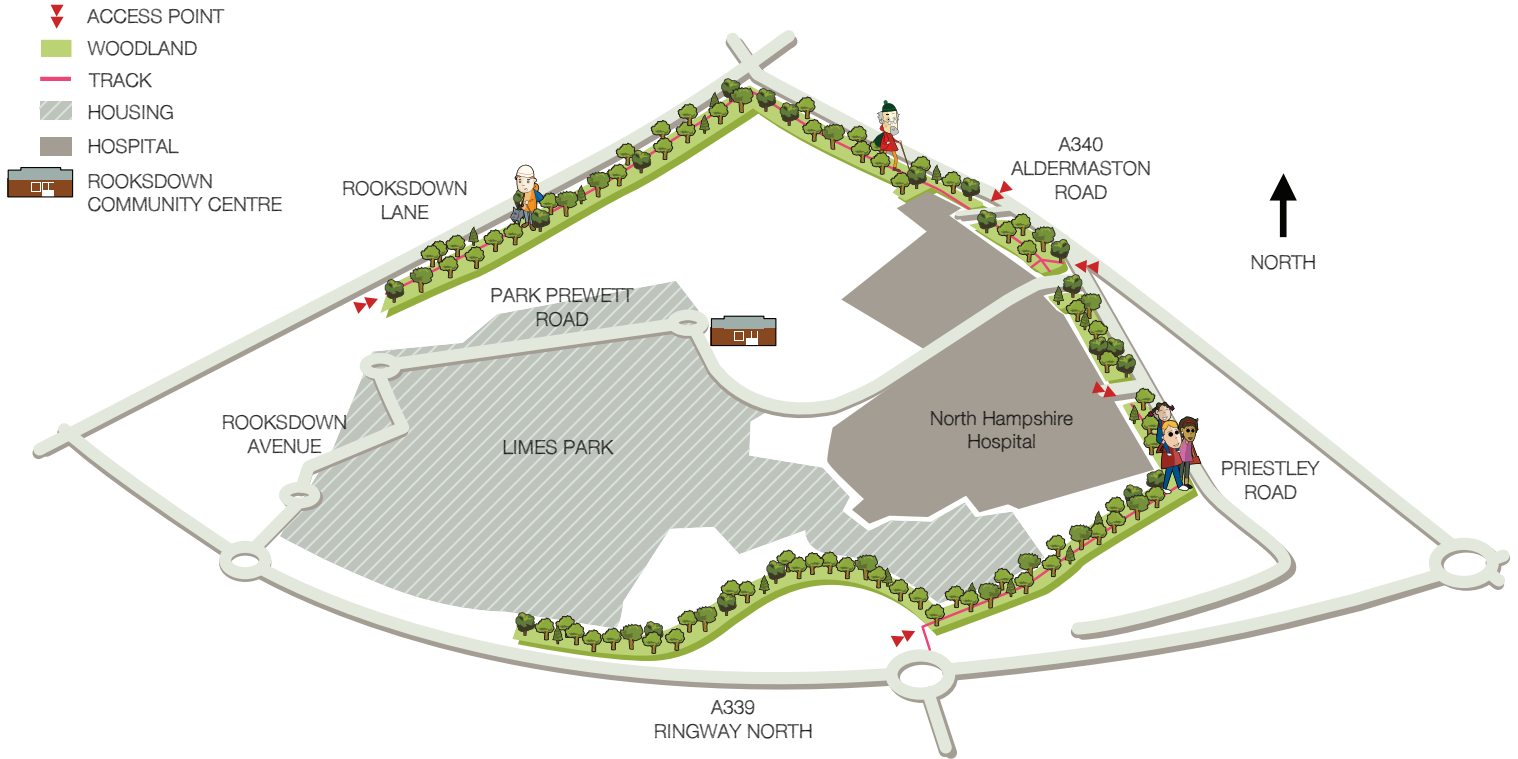 ACCESS POINT
WOODLAND
TRACK
HOUSING
HOSPITAL
ROOKSDOWN
COMMUNITY CENTRE
ROOKSDOWN
LANE
A340
ALDERMASTON
ROAD
NORTH
PARK PREWETT
ROAD
ROOKSDOWN
AVENUE
LIMES PARK
North Hampshire
Hospital
PRIESTLEY
ROAD
A339
RINGWAY NORTH